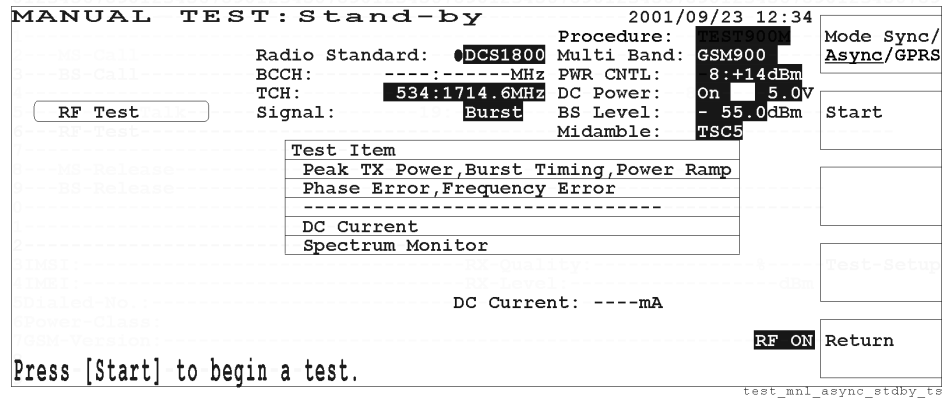 MANUAL TEST:Stand-by 2001/09/23 12:34
Procedure: TEST900M
Mode Sync/
Async/GPRS
Radio Standard: DCS1800 Multi Band: GSM900
BCCH: ----:------MHz PWR CNTL: 8:+14dBm
TCH: 534:1714.6MHz DC Power: On 5.0V
RF Test Signal: Burst BS Level: - 55.0dBm Start
Midamble: TSC5
Test Item
Peak TX Power,Burst Timing,Power Ramp
Phase Error,Frequency Error
------------------------------
DC Current
Spectrum Monitor
Test-Setup
DC Current: ----mA
RF ON Return
Press [Start] to begin a test.
test_mnl_async_stdby_ts